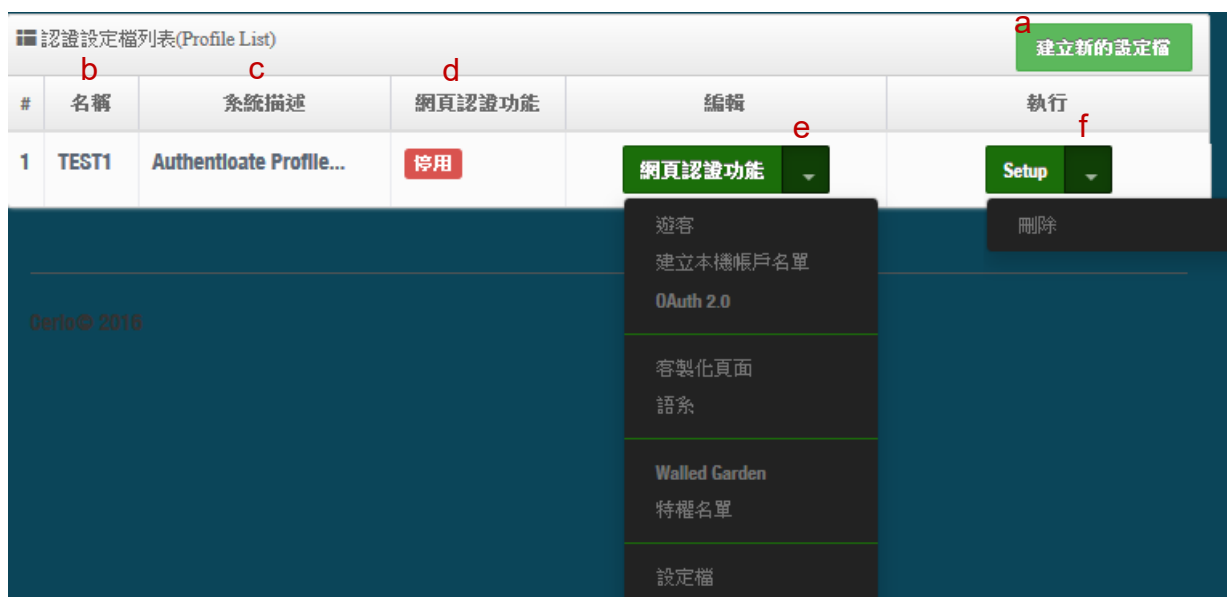 認證設定檔列表(Profile List)
a
建立新的設定檔
b
c
d
# 名稱 系統描述 網頁認證功能 編輯 執行
e
f
1 TEST1 Authentioate Profile... 停用 網頁認證功能 Setup
遊客
刪除
建立本機帳戶名單
OAuth 2.0
Cerio© 2016
客製化頁面
語系
Walled Garden
特權名單
設定檔